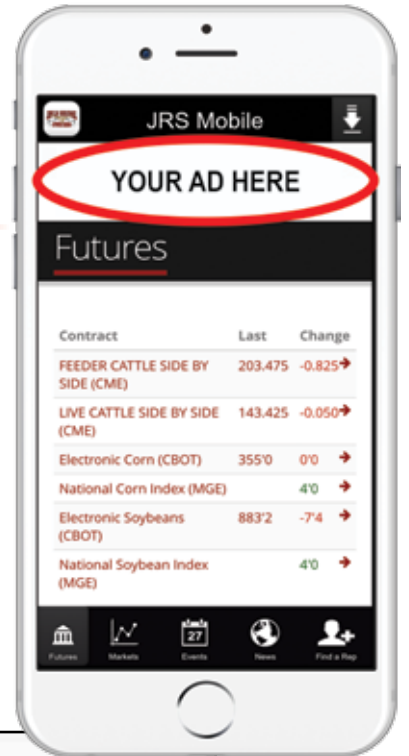 JRS Mobile
YOUR AD HERE
Futures
Contract Last Change
FEEDER CATTLE SIDE BY 203.475 -0.825
SIDE (CME)
LIVE CATTLE SIDE BY SIDE 143.425 -0.050
(CME)
Electronic Corn (CBOT) 355'0 0'0
National Corn Index (MGE) 4'0
Electronic Soybeans 883'2 -7'4
(CBOT)
National Soybean Index 4'0
(MGE)
27
Futures Markets Events News Find a Rep